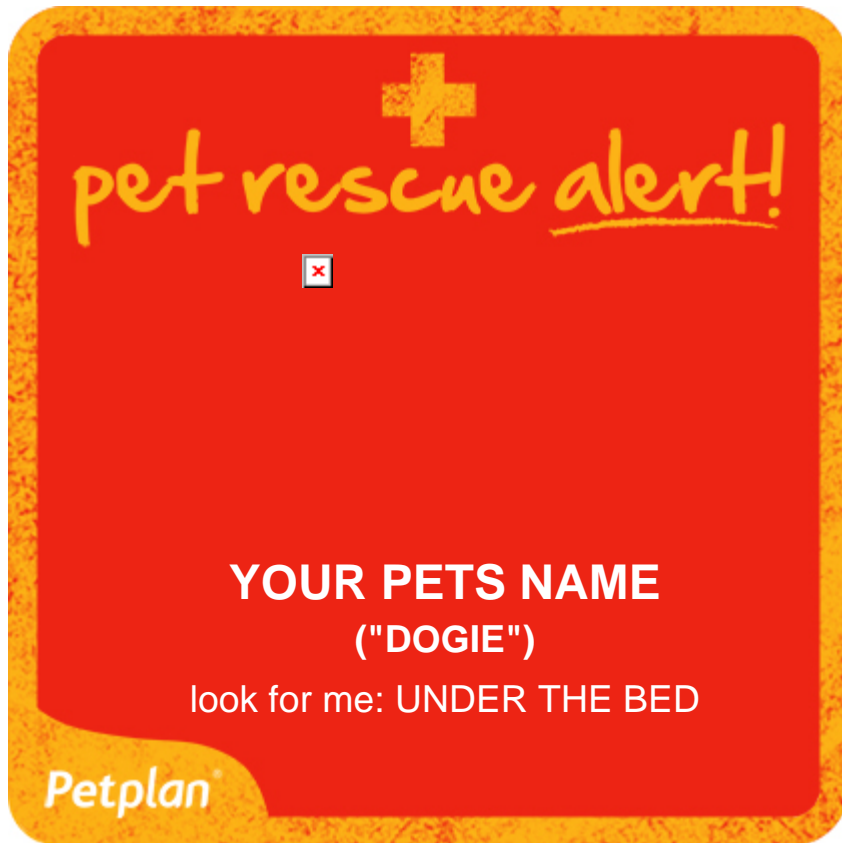 pet rescue alert!
YOUR PETS NAME
("DOGIE")
look for me: UNDER THE BED
Petplan®